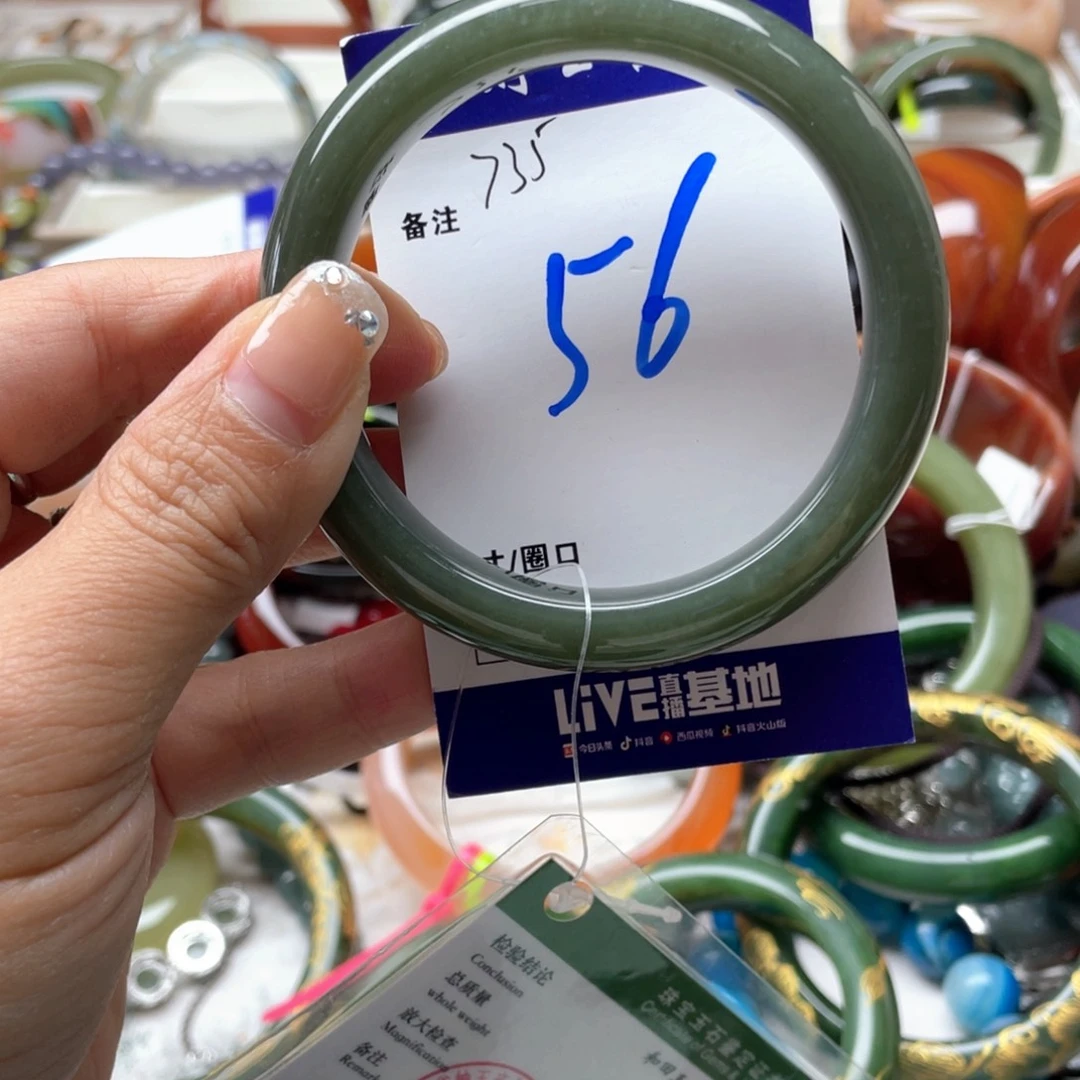 735
备注
56
寸/圈口
LiVE直播基地
今日头条 抖音 西瓜视频 抖音火山版
检验结论
Conclusion
总质量
whole weight
放大检查
Magnification
备注
Remark
珠宝玉石鉴定证